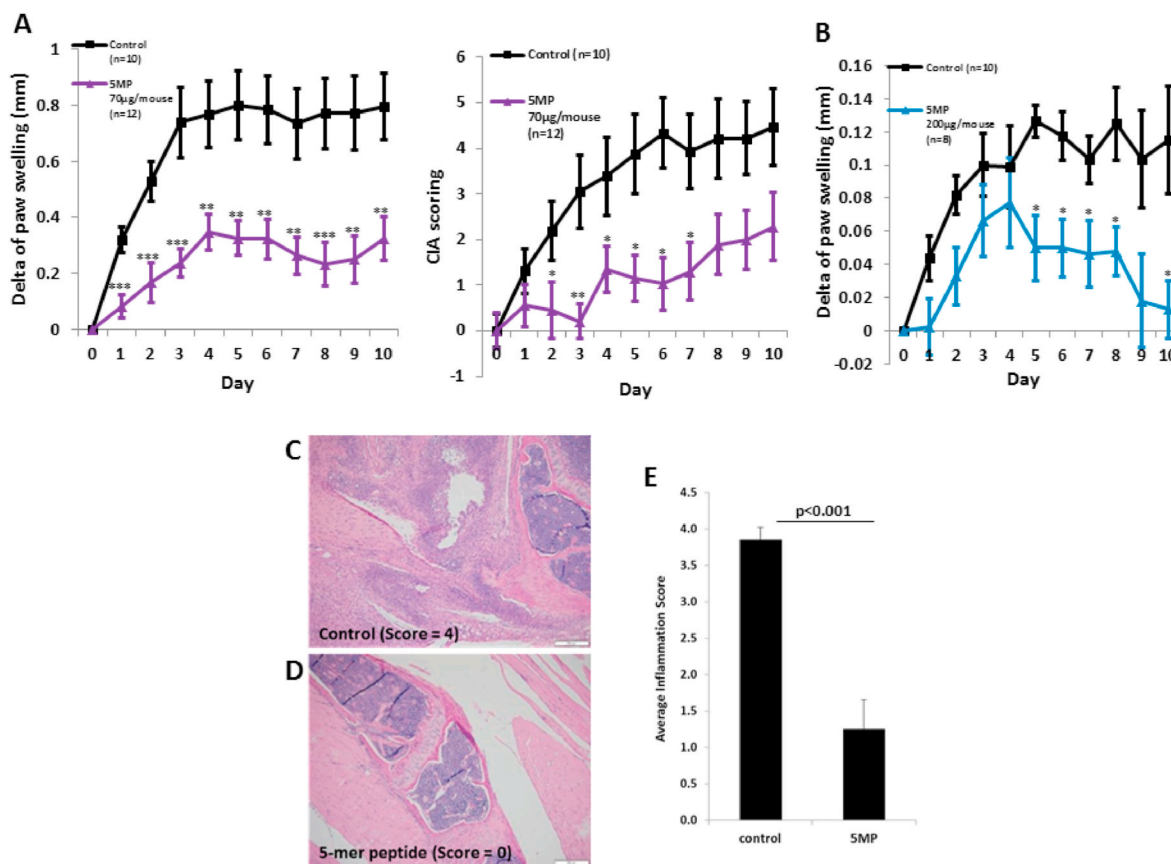 A
Control
(n=10)
5MP
70µg/mouse
(n=12)
Delta of paw swelling (mm)
1
0.8
0.6
0.4
0.2
0
*** *** *** ** ** ** ** *** ** **
0 1 2 3 4 5 6 7 8 9 10
Day
Control (n=10)
5MP
70µg/mouse
(n=12)
CIA scoring
6
5
4
3
2
1
0
-1
* ** * * * *
0 1 2 3 4 5 6 7 8 9 10
Day
B
Control (n=10)
5MP
200µg/mouse
(n=8)
Delta of paw swelling (mm)
0.16
0.14
0.12
0.1
0.08
0.06
0.04
0.02
0
-0.02
* * * * *
0 1 2 3 4 5 6 7 8 9 10
Day
C
Control (Score = 4)
D
5-mer peptide (Score = 0)
E
Average Inflammation Score
4.5
4.0
3.5
3.0
2.5
2.0
1.5
1.0
0.5
0.0
p<0.001
control 5MP